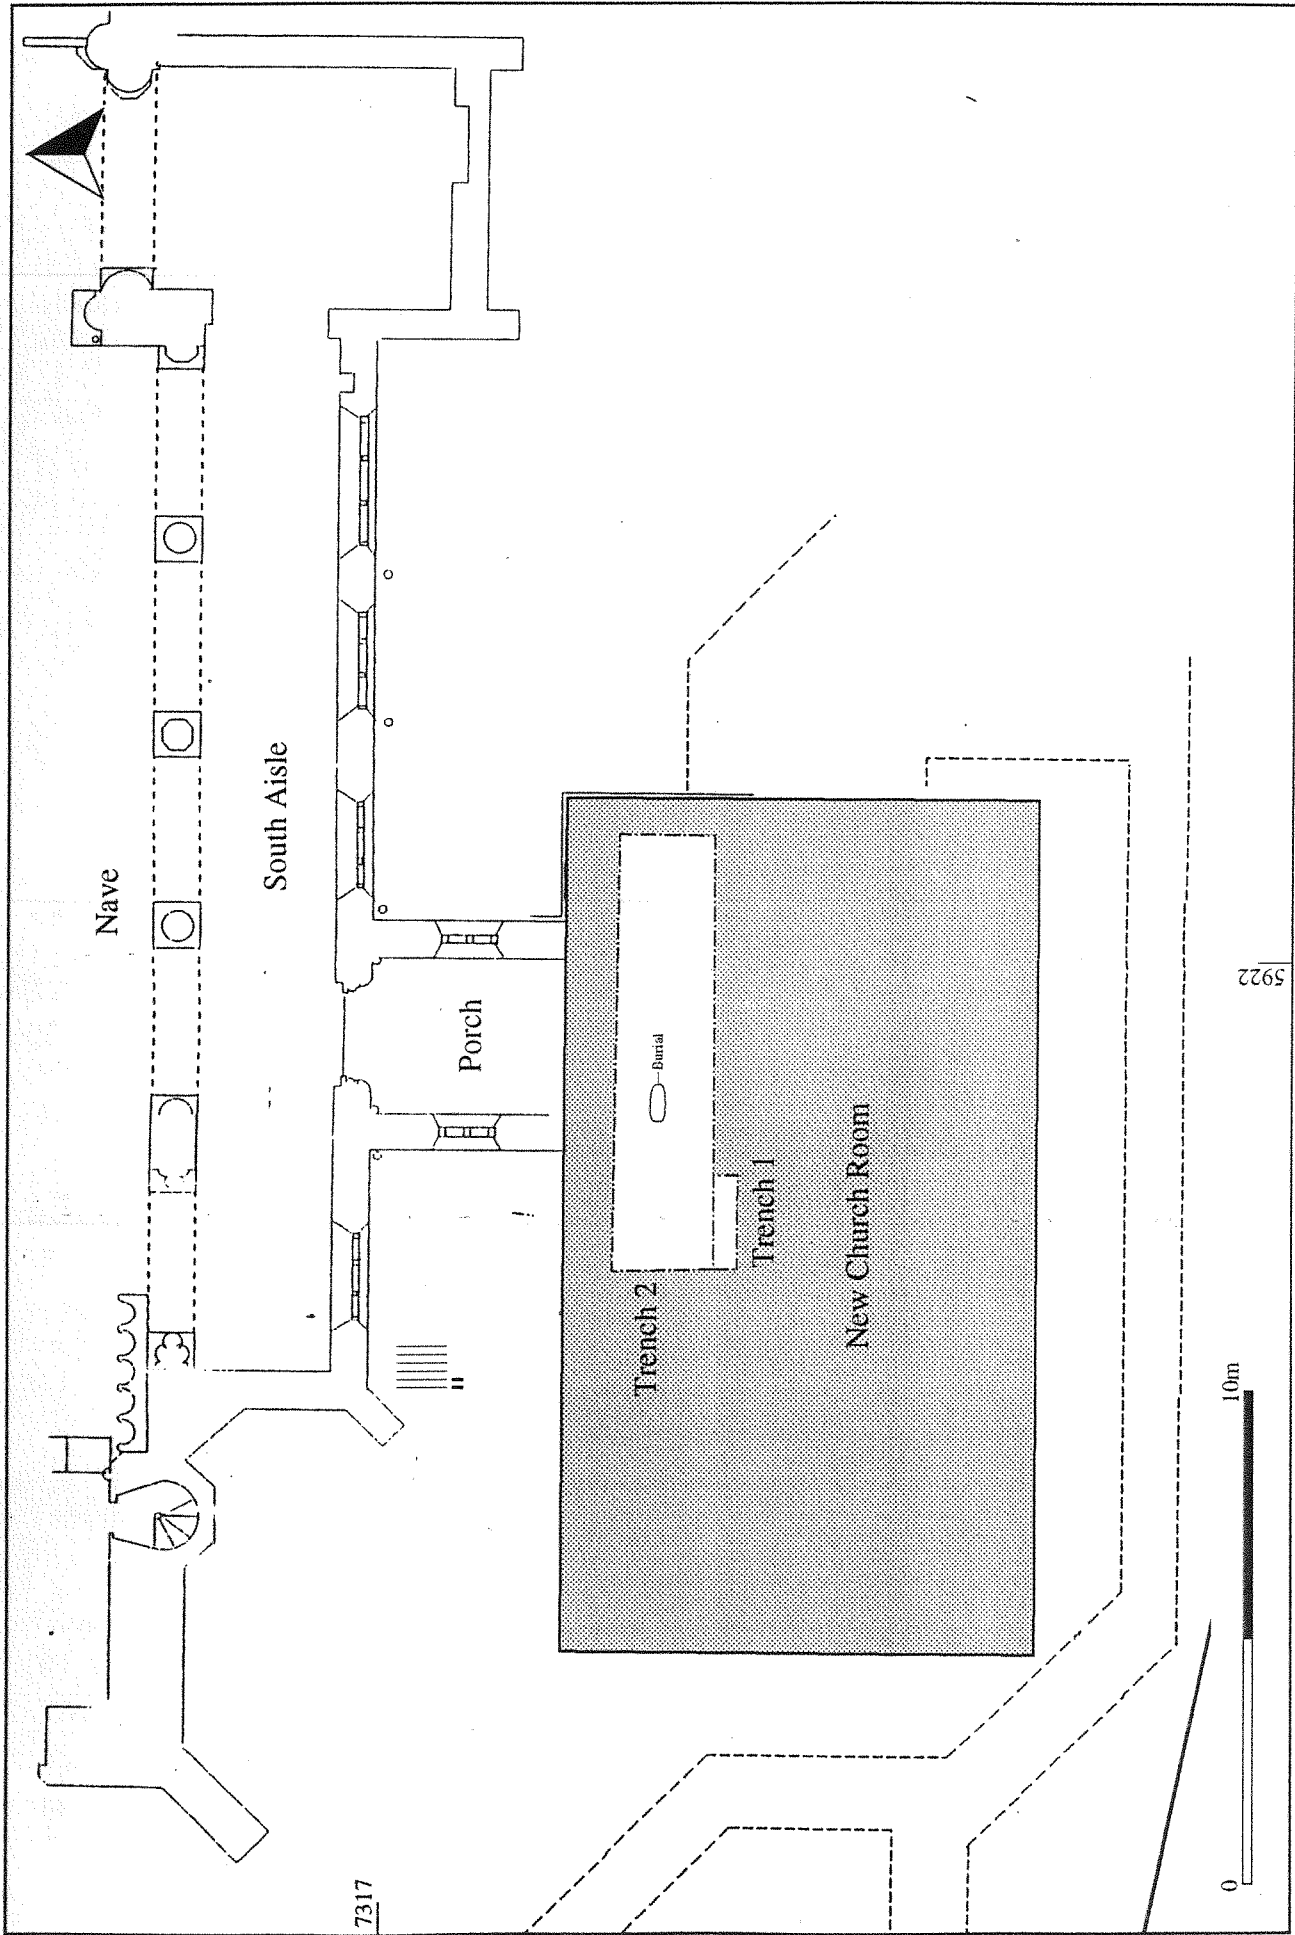 Nave
South Aisle
Porch
Burial
Trench 2
Trench 1
New Church Room
7317
5922
0
10m